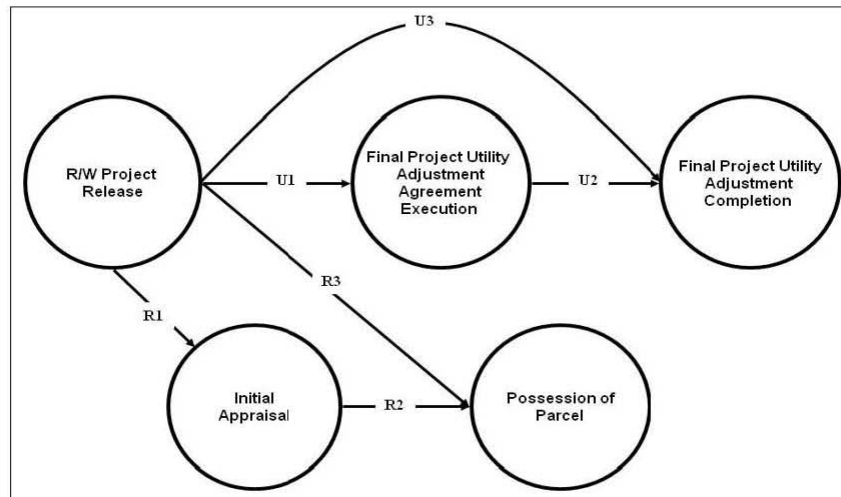 U3
R/W Project
Release
U1
Final Project Utility
Adjustment
Agreement
Execution
U2
Final Project Utility
Adjustment
Completion
R3
R1
Initial
Appraisal
R2
Possession of
Parcel